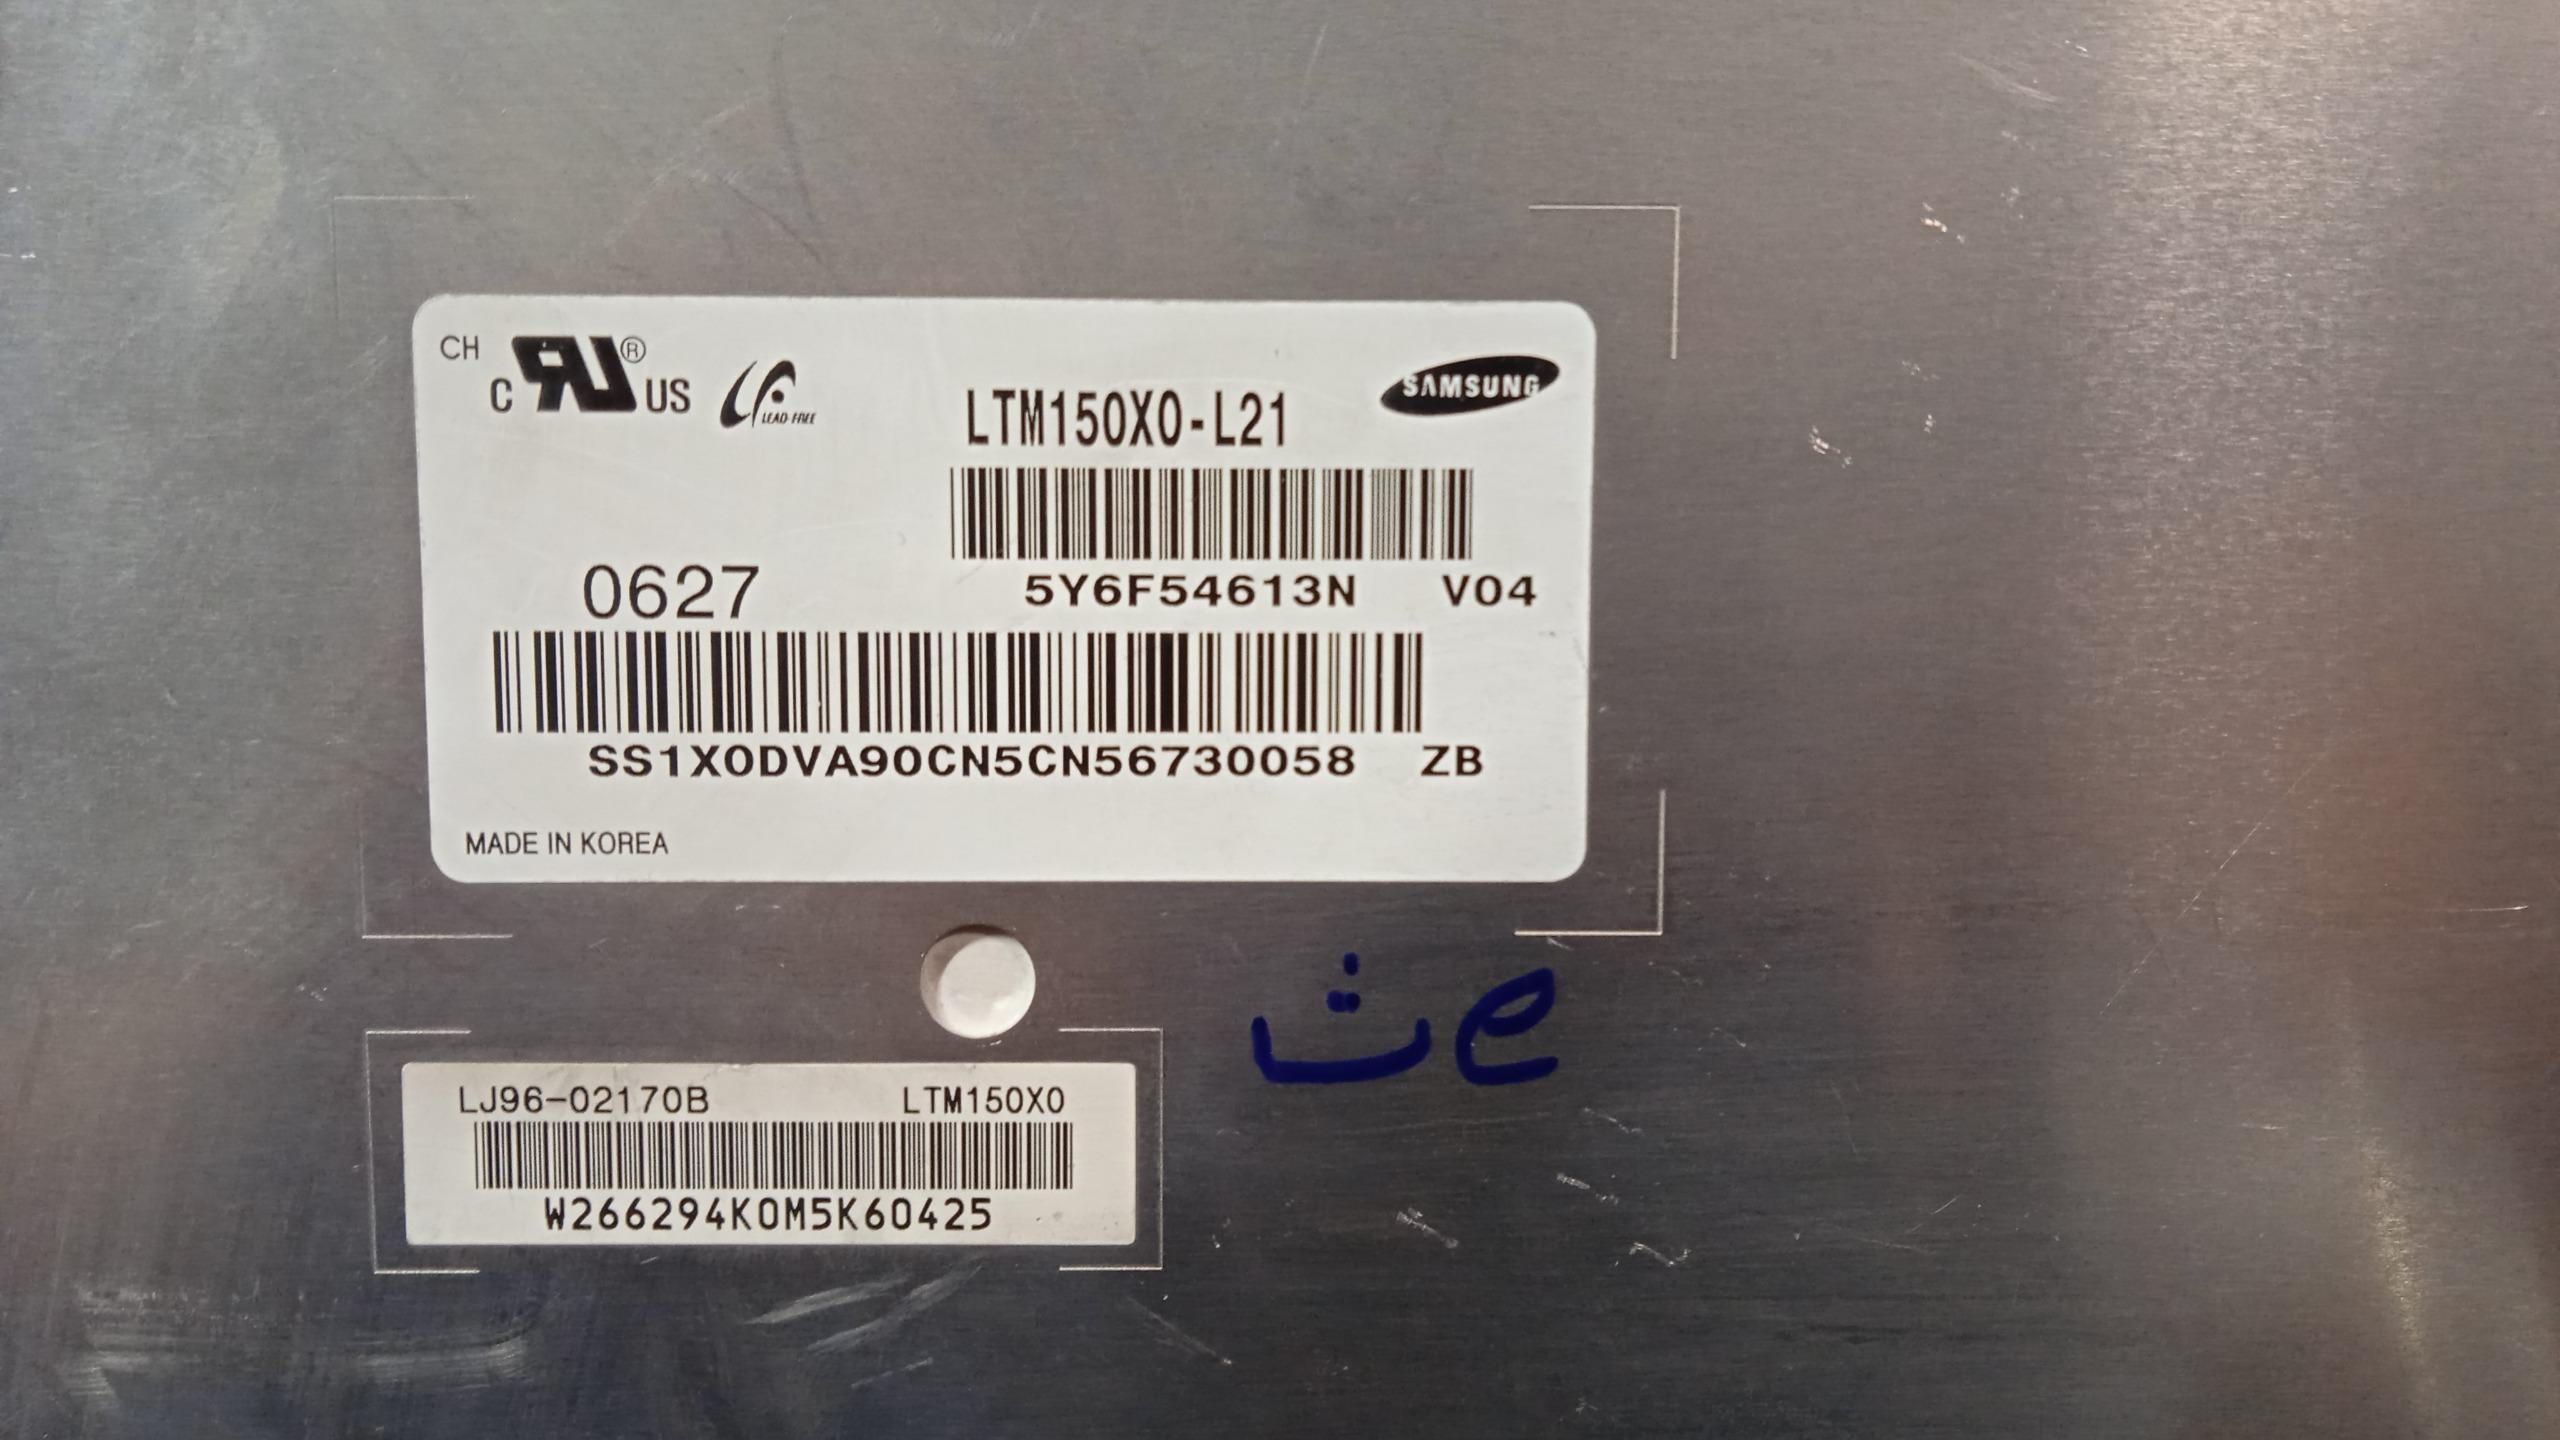 CH
C RU® US LEAD-FREE
SAMSUNG
LTM150X0-L21
0627
5Y6F54613N V04
SS1X0DVA90CN5CN56730058 ZB
MADE IN KOREA
LJ96-02170B LTM150X0
W266294K0M5K60425